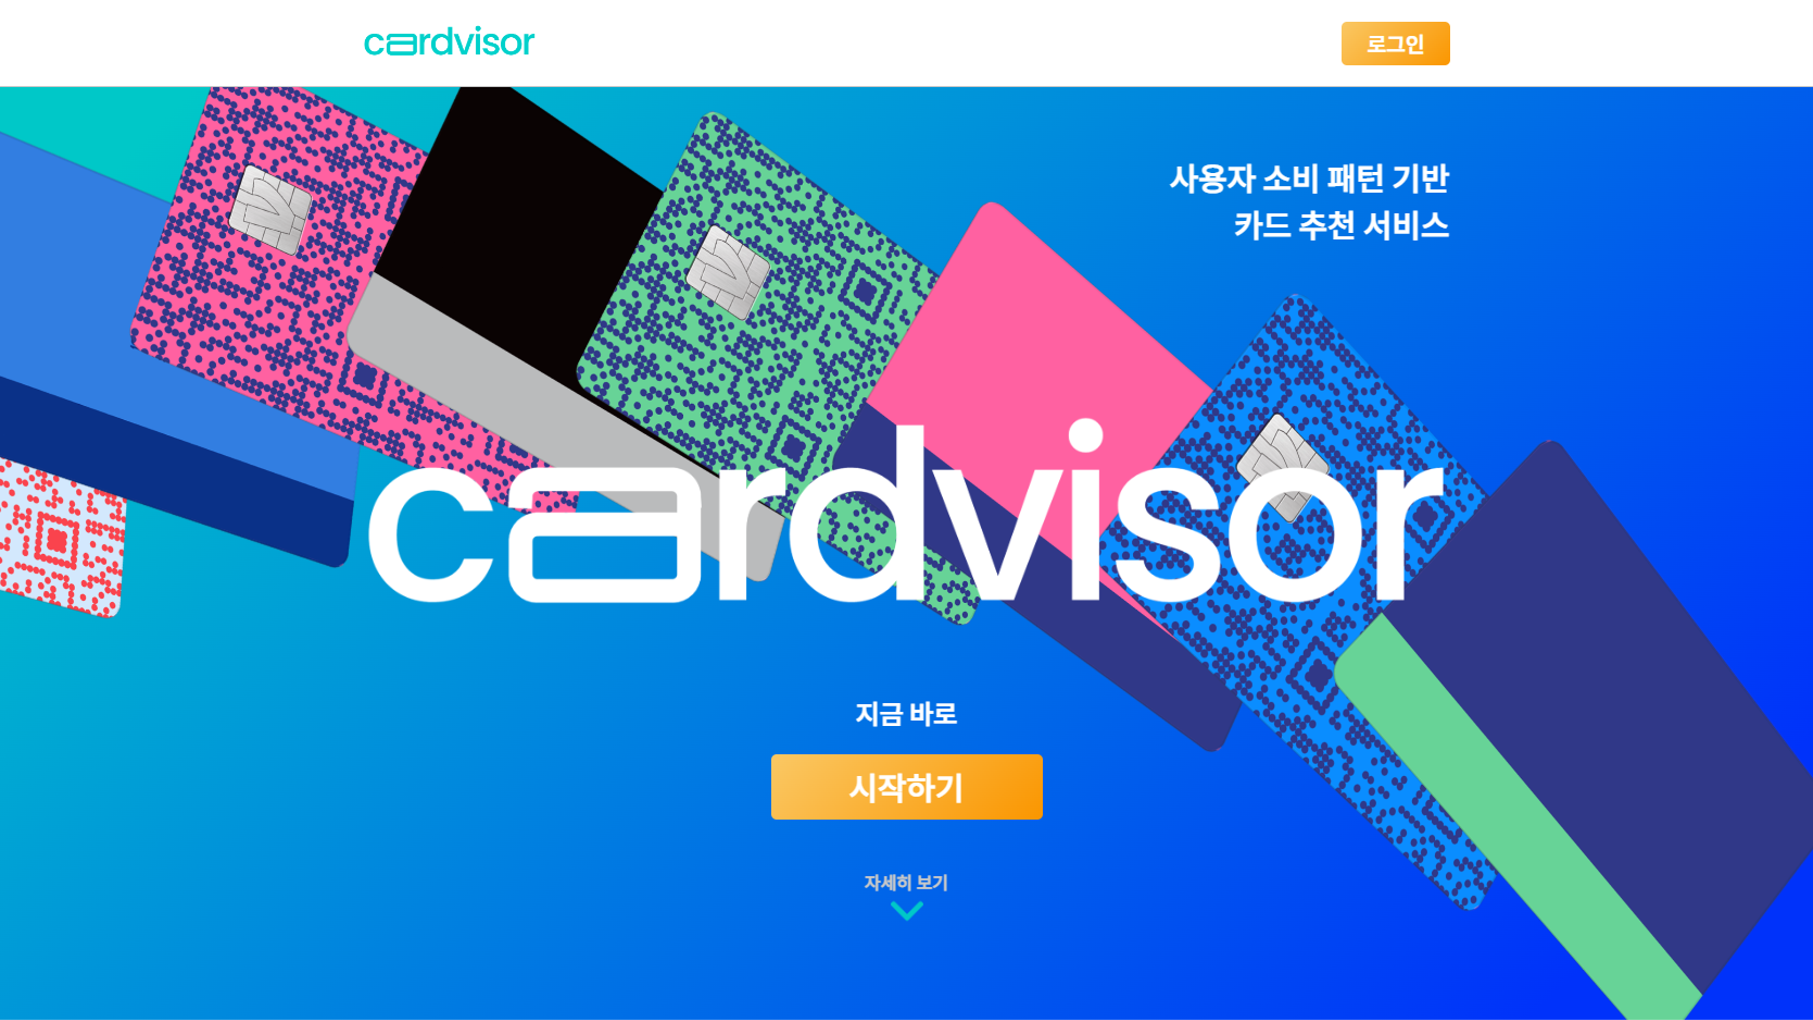 cardvisor
로그인
사용자 소비 패턴 기반
카드 추천 서비스
cardvisor
지금 바로
시작하기
자세히 보기